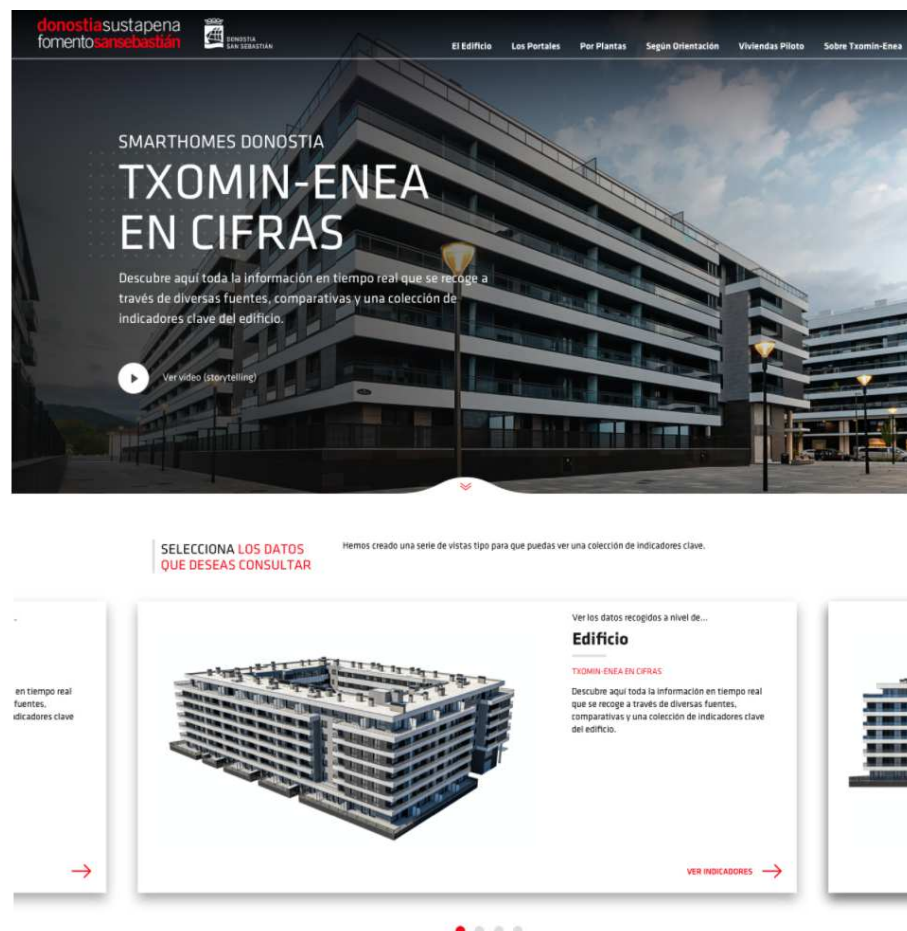 donostiasustapena
fomentosansebastián
DONOSTIA
SAN SEBASTIÁN
El Edificio Los Portales Por Plantas Según Orientación Viviendas Piloto Sobre Txomin-Enea
SMARTHOMES DONOSTIA
TXOMIN-ENEA
EN CIFRAS
Descubre aquí toda la información en tiempo real que se recoge a
través de diversas fuentes, comparativas y una colección de
indicadores clave del edificio.
Ver vídeo (storytelling)
SELECCIONA LOS DATOS
QUE DESEAS CONSULTAR
Hemos creado una serie de vistas tipo para que puedas ver una colección de indicadores clave.
en tiempo real
fuentes,
ndicadores clave
Ver los datos recogidos a nivel de...
Edificio
TXOMIN-ENEA EN CIFRAS
Descubre aquí toda la información en tiempo real
que se recoge a través de diversas fuentes,
comparativas y una colección de indicadores clave
del edificio.
VER INDICADORES